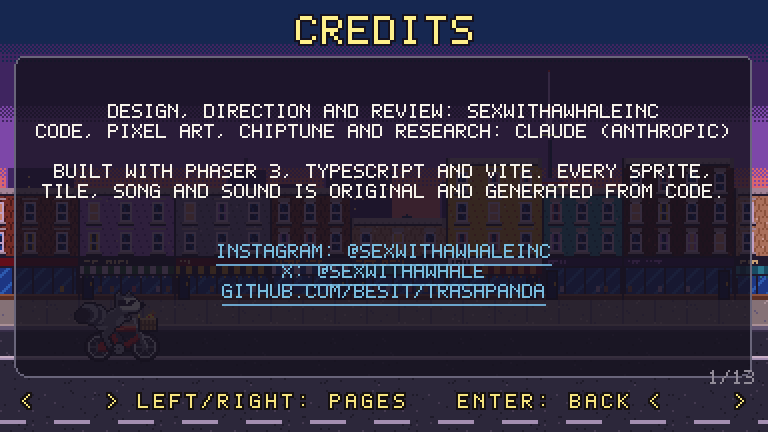 CREDITS
DESIGN, DIRECTION AND REVIEW: SEXWITHAWHALEINC
CODE, PIXEL ART, CHIPTUNE AND RESEARCH: CLAUDE (ANTHROPIC)
BUILT WITH PHASER 3, TYPESCRIPT AND VITE. EVERY SPRITE,
TILE, SONG AND SOUND IS ORIGINAL AND GENERATED FROM CODE.
INSTAGRAM: @SEXWITHAWHALEINC
X: @SEXWITHAWHALE
GITHUB.COM/BESIT/TRASHPANDA
1/13
< > LEFT/RIGHT: PAGES ENTER: BACK < >